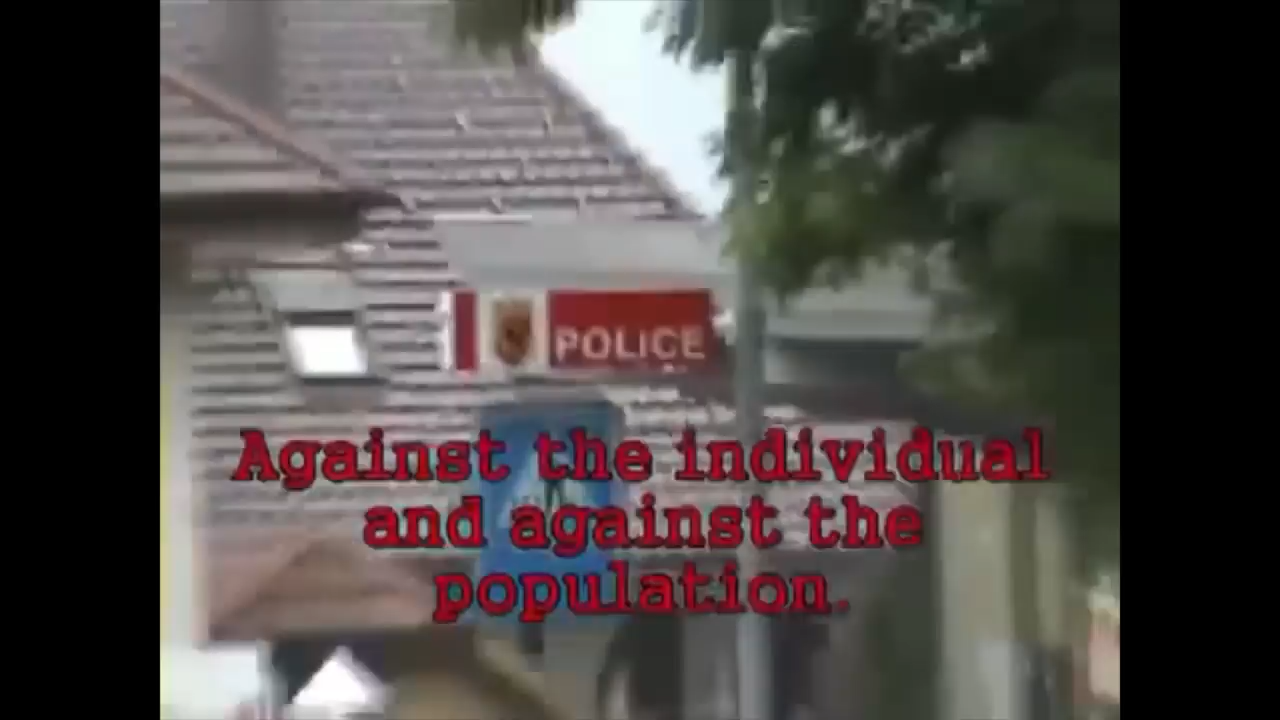 POLICE
Against the individual
and against the
population.